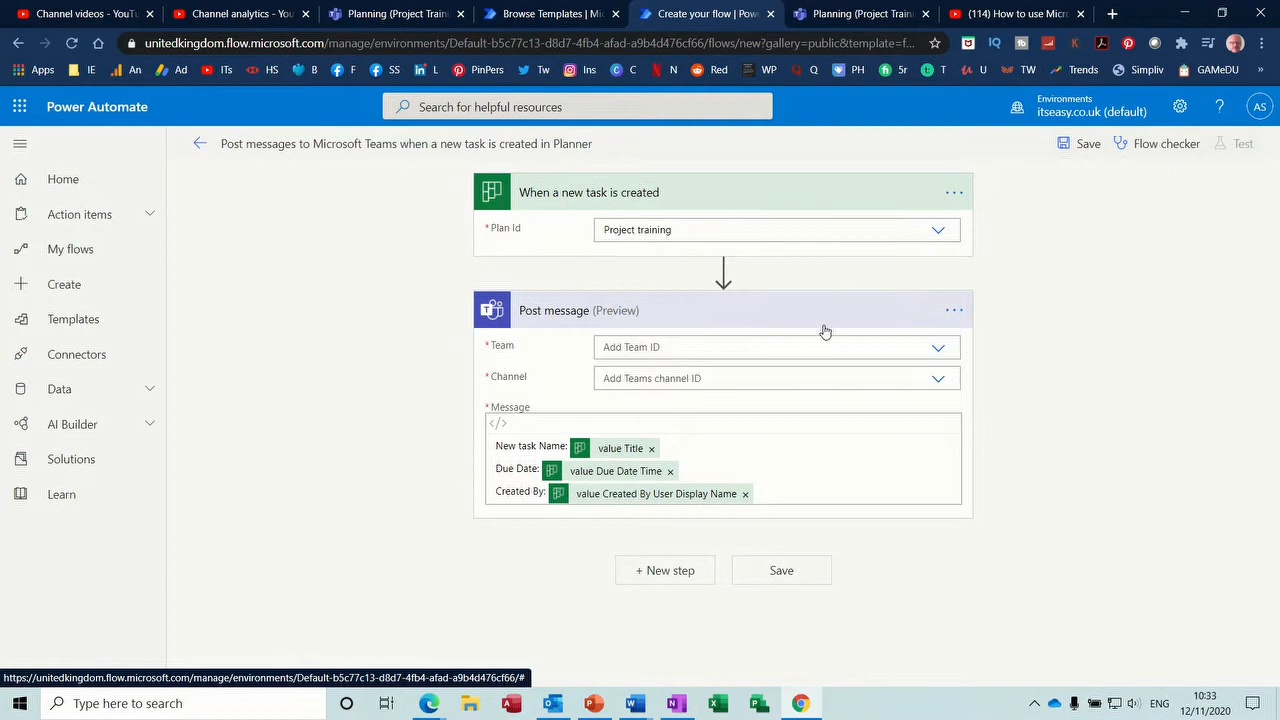 Channel videos - YouTu
Channel analytics - You
Planning (Project Train
Browse Templates | Mi
Create your flow | Pow
Planning (Project Train
(114) How to use Micr
unitedkingdom.flow.microsoft.com/manage/environments/Default-b5c77c13-d8d7-4fb4-afad-a9b4d476cf66/flows/new?gallery=public&template=f...
Apps IE An Ad ITs HS B SS L PinPers Tw Ins C N Red WP Q PH 5r T U TW Trends Simpliv GAMeDU »
Power Automate
Search for helpful resources
Environments
itseasy.co.uk (default)
AS
Post messages to Microsoft Teams when a new task is created in Planner
Save Flow checker Test
Home
Action items
My flows
Create
Templates
Connectors
Data
AI Builder
Solutions
Learn
When a new task is created
* Plan Id Project training
Post message (Preview)
* Team Add Team ID
* Channel Add Teams channel ID
* Message
</>
New task Name: value Title ×
Due Date: value Due Date Time ×
Created By: value Created By User Display Name ×
+ New step Save
https://unitedkingdom.flow.microsoft.com/manage/environments/Default-b5c77c13-d8d7-4fb4-afad-a9b4d476cf66/#
Type here to search
ENG
10:33
12/11/2020